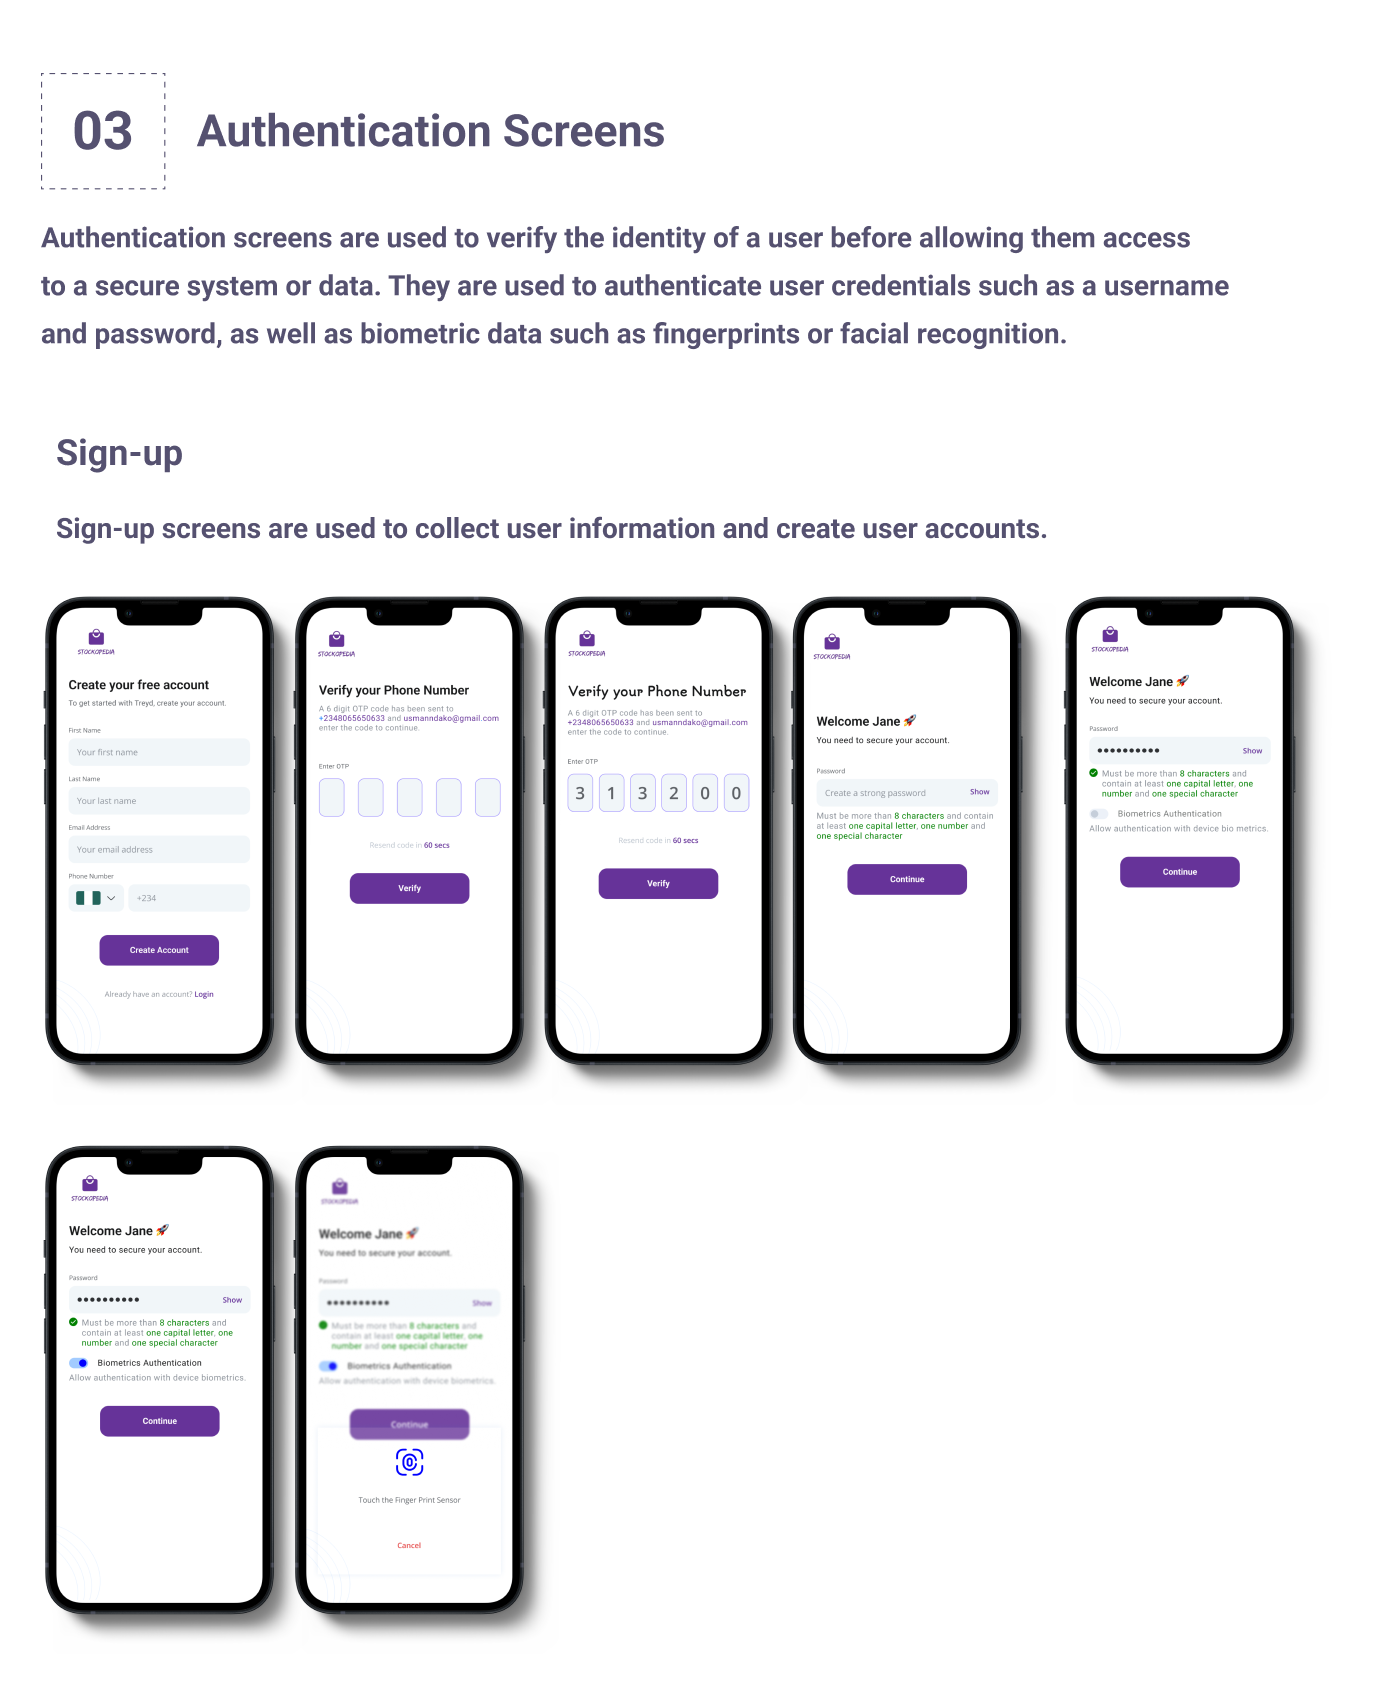 03
Authentication Screens
Authentication screens are used to verify the identity of a user before allowing them access
to a secure system or data. They are used to authenticate user credentials such as a username
and password, as well as biometric data such as fingerprints or facial recognition.
Sign-up
Sign-up screens are used to collect user information and create user accounts.
STOCKOPEDIA
Create your free account
To get started with Treyd, create your account.
First Name
Your first name
Last Name
Your last name
Email Address
Your email address
Phone Number
+234
Create Account
Already have an account? Login
STOCKOPEDIA
Verify your Phone Number
A 6 digit OTP code has been sent to
+2348065650633 and usmanndako@gmail.com
enter the code to continue.
Enter OTP
Resend code in 60 secs
Verify
STOCKOPEDIA
Verify your Phone Number
A 6 digit OTP code has been sent to
+2348065650633 and usmanndako@gmail.com
enter the code to continue.
Enter OTP
3 1 3 2 0 0
Resend code in 60 secs
Verify
STOCKOPEDIA
Welcome Jane 🚀
You need to secure your account.
Password
Create a strong password Show
Must be more than 8 characters and contain
at least one capital letter, one number and
one special character
Continue
STOCKOPEDIA
Welcome Jane 🚀
You need to secure your account.
Password
•••••••••• Show
Must be more than 8 characters and
contain at least one capital letter, one
number and one special character
Biometrics Authentication
Allow authentication with device bio metrics.
Continue
STOCKOPEDIA
Welcome Jane 🚀
You need to secure your account.
Password
•••••••••• Show
Must be more than 8 characters and
contain at least one capital letter, one
number and one special character
Biometrics Authentication
Allow authentication with device biometrics.
Continue
STOCKOPEDIA
Welcome Jane 🚀
You need to secure your account.
Password
•••••••••• Show
Must be more than 8 characters and
contain at least one capital letter, one
number and one special character
Biometrics Authentication
Allow authentication with device biometrics.
Continue
Touch the Finger Print Sensor
Cancel